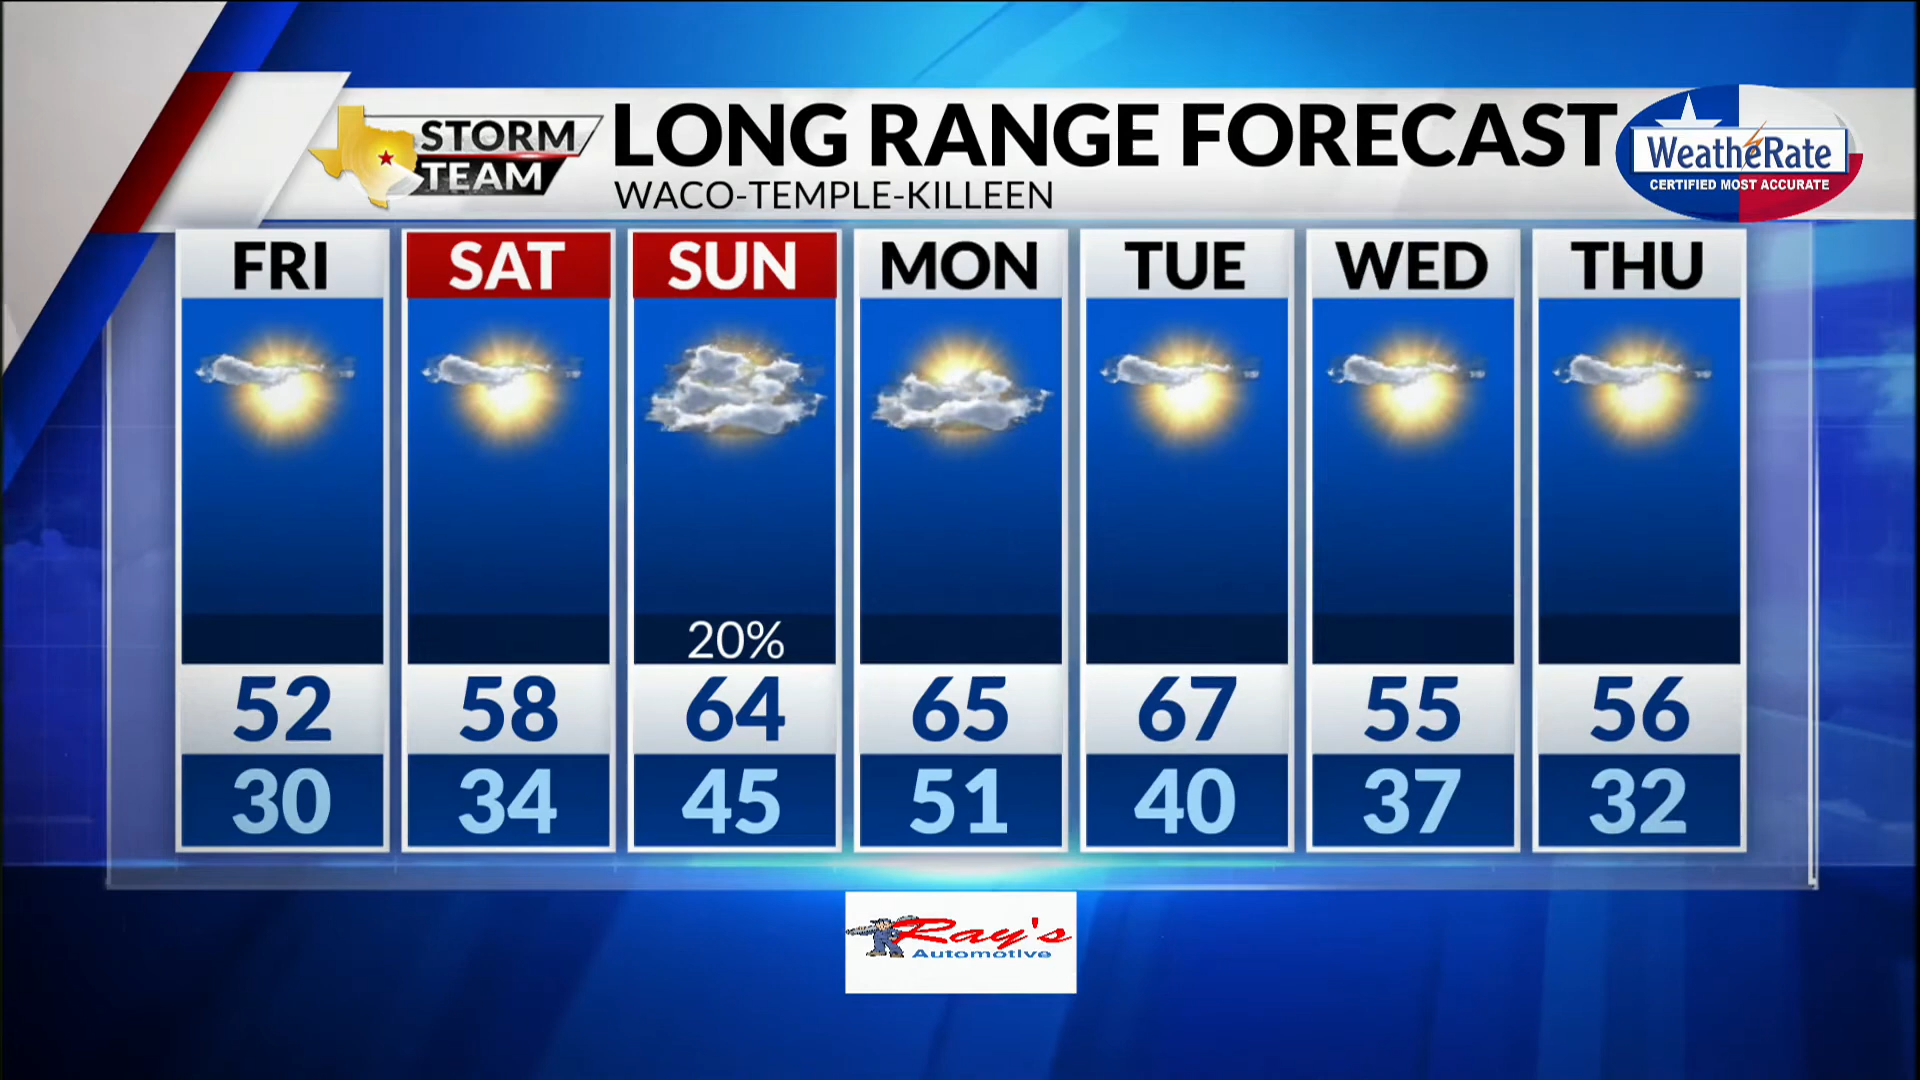 STORM
TEAM
LONG RANGE FORECAST
WACO-TEMPLE-KILLEEN
WeatheRate
CERTIFIED MOST ACCURATE
FRI SAT SUN MON TUE WED THU
20%
52 58 64 65 67 55 56
30 34 45 51 40 37 32
Ray's
Automotive